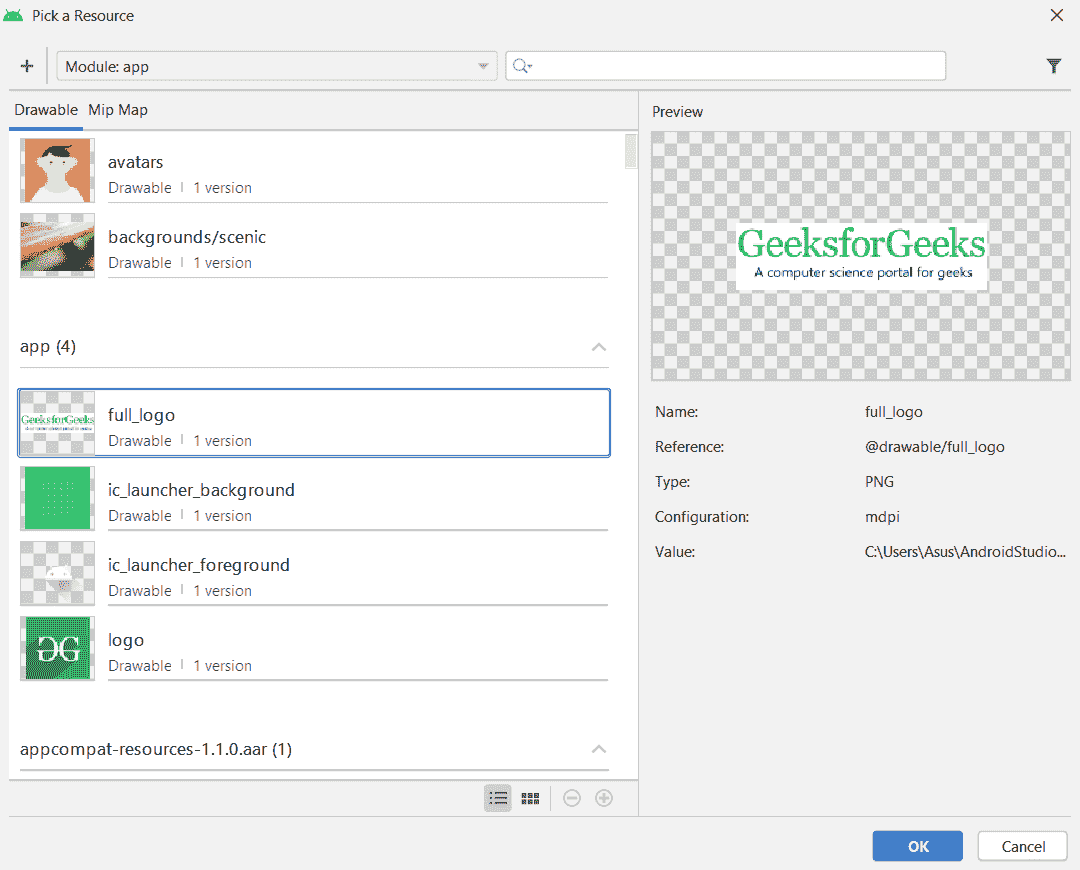 Pick a Resource
Module: app
Drawable Mip Map
avatars
Drawable | 1 version
backgrounds/scenic
Drawable | 1 version
app (4)
GeeksforGeeks
full_logo
Drawable | 1 version
ic_launcher_background
Drawable | 1 version
ic_launcher_foreground
Drawable | 1 version
logo
Drawable | 1 version
appcompat-resources-1.1.0.aar (1)
Preview
GeeksforGeeks
A computer science portal for geeks
Name: full_logo
Reference: @drawable/full_logo
Type: PNG
Configuration: mdpi
Value: C:\Users\Asus\AndroidStudio...
OK Cancel